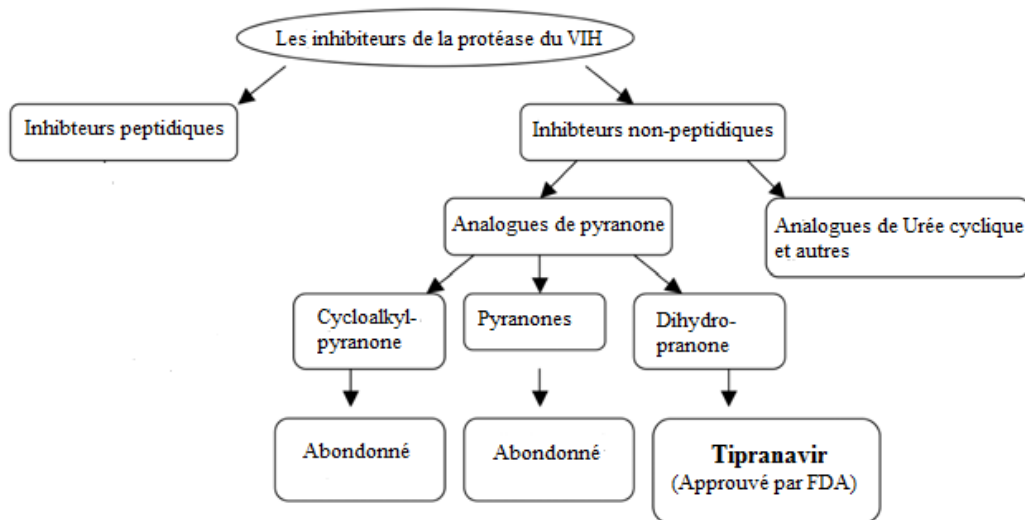 Les inhibiteurs de la protéase du VIH
Inhibteurs peptidiques
Inhibteurs non-peptidiques
Analogues de pyranone
Analogues de Urée cyclique
et autres
Cycloalkyl-
pyranone
Pyranones
Dihydro-
pranone
Abondonné
Abondonné
Tipranavir
(Approuvé par FDA)